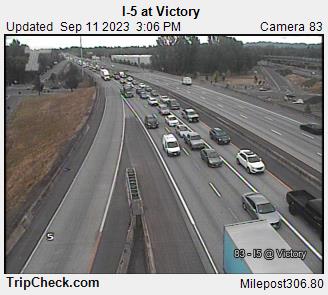 I-5 at Victory
Updated Sep 11 2023 3:06 PM Camera 83
5
83 - I5 @ Victory
TripCheck.com Milepost306.80